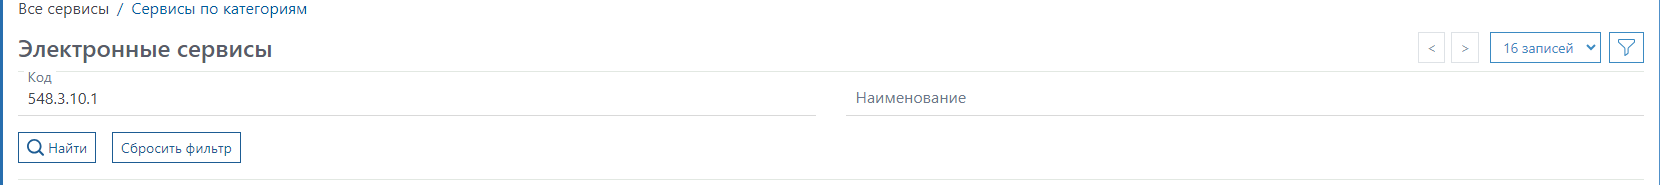 Все сервисы / Сервисы по категориям
Электронные сервисы
< > 16 записей
Код
548.3.10.1
Наименование
Найти Сбросить фильтр